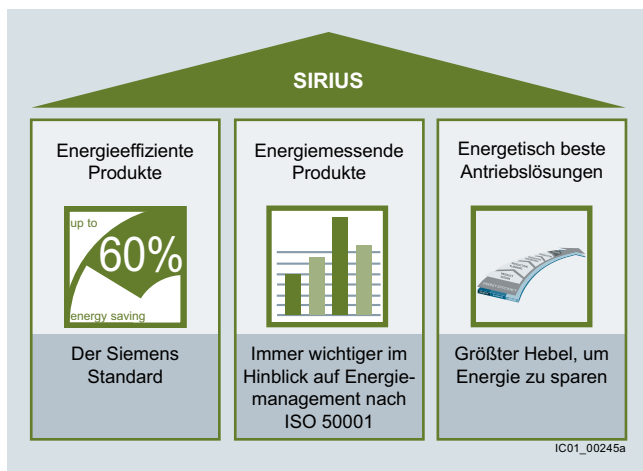 SIRIUS
Energieeffiziente
Produkte
up to
60%
energy saving
Der Siemens
Standard
Energiemessende
Produkte
Immer wichtiger im
Hinblick auf Energie-
management nach
ISO 50001
Energetisch beste
Antriebslösungen
Größter Hebel, um
Energie zu sparen
IC01_00245a